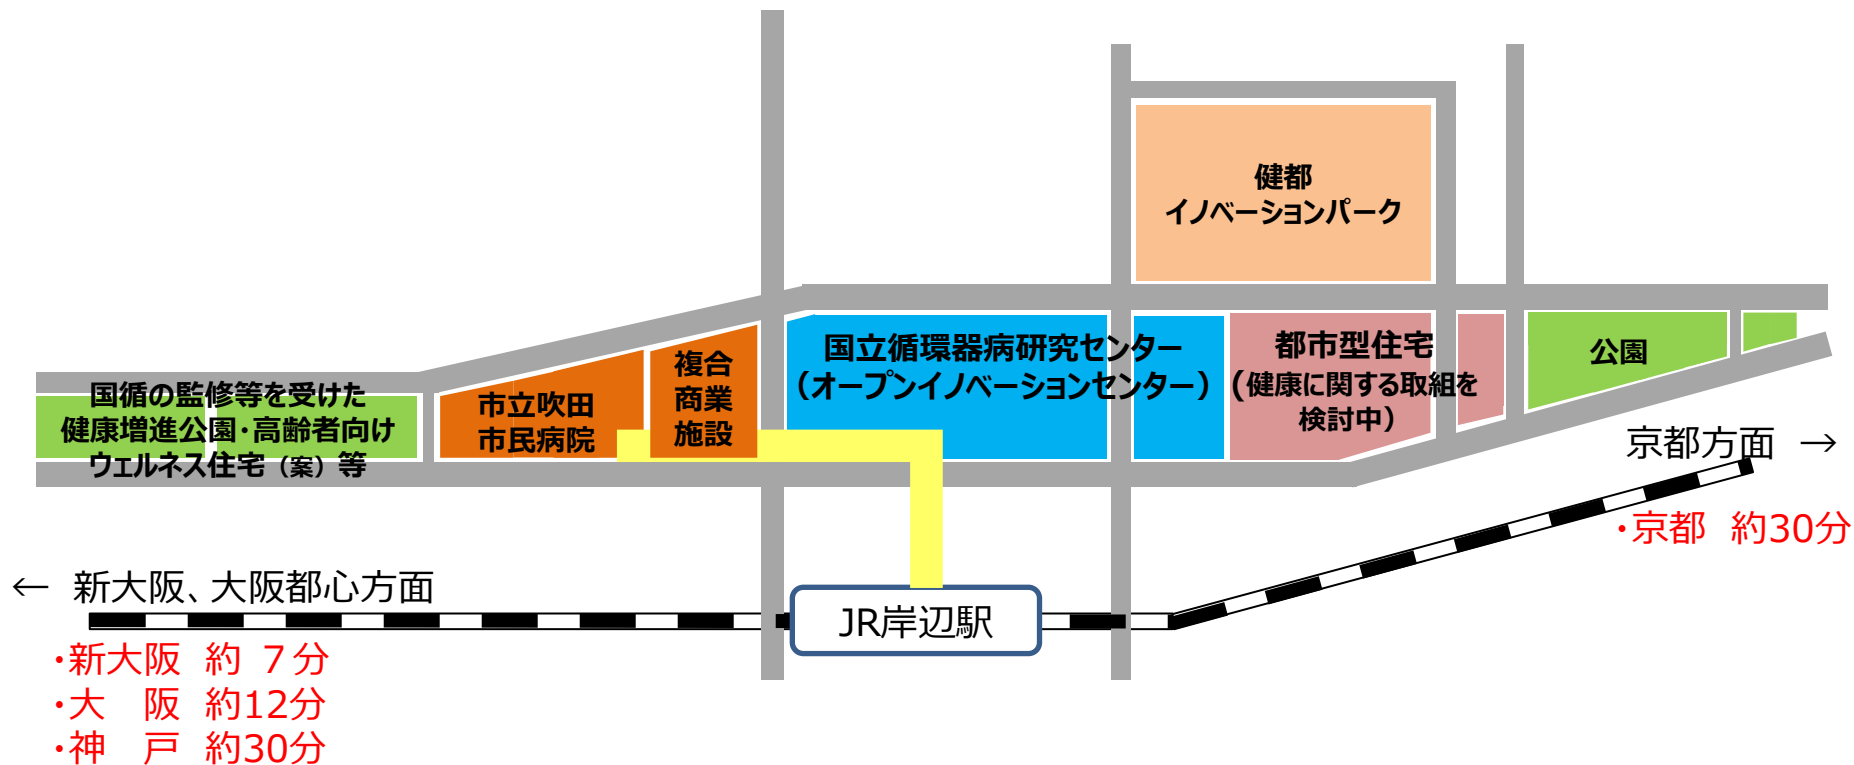 健都
イノベーションパーク
国立循環器病研究センター
（オープンイノベーションセンター）
都市型住宅
(健康に関する取組を
検討中）
公園
複合
商業
施設
市立吹田
市民病院
国循の監修等を受けた
健康増進公園･高齢者向け
ウェルネス住宅（案）等
京都方面　→
・京都　約30分
←　新大阪、大阪都心方面
JR岸辺駅
・新大阪　約 ７分
・大　阪　約12分
・神　戸　約30分